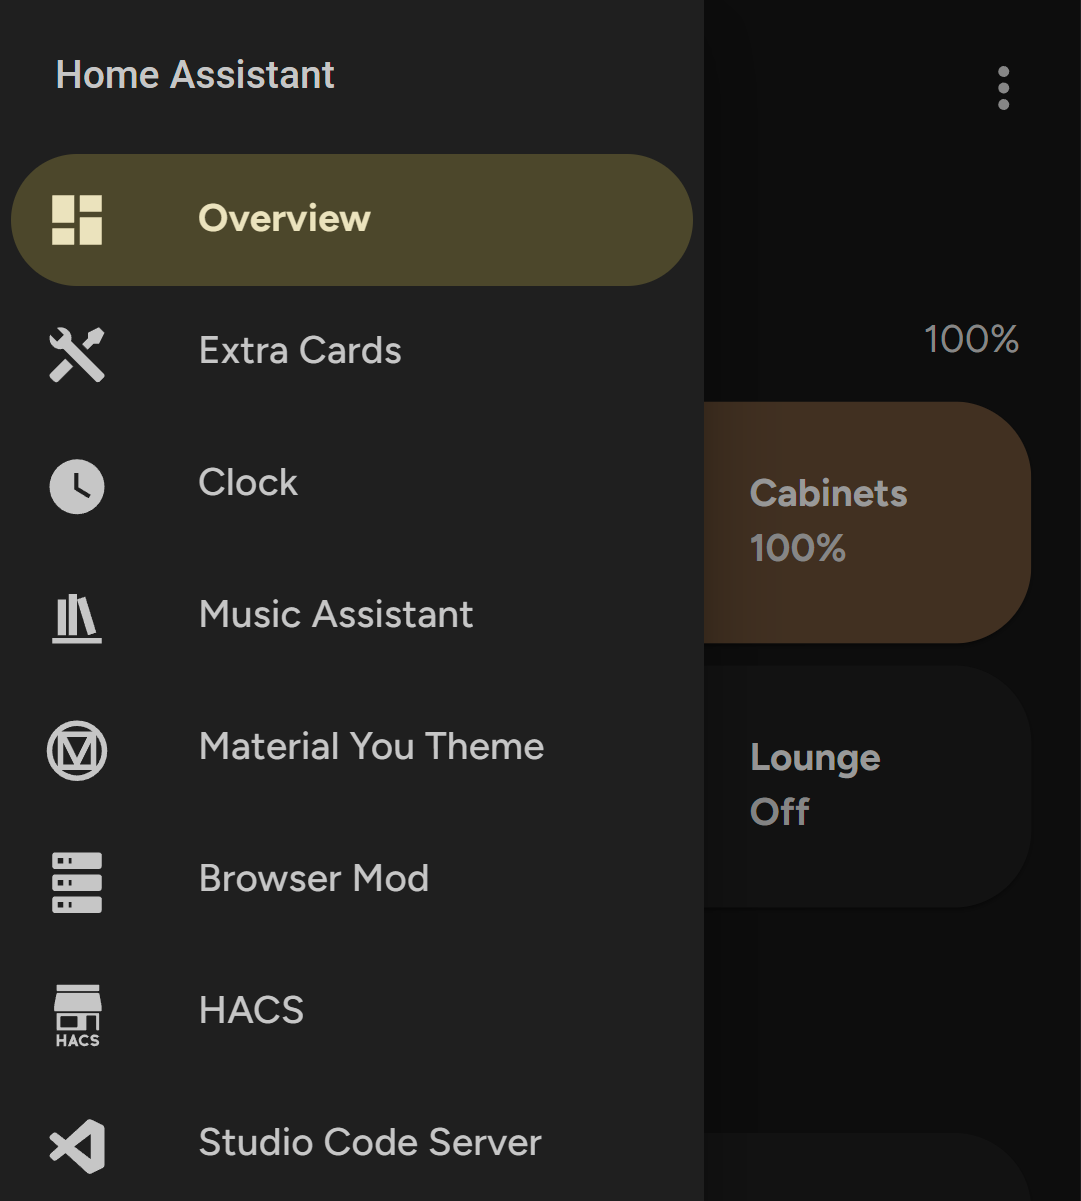 Home Assistant
Overview
Extra Cards
Clock
Music Assistant
Material You Theme
Browser Mod
HACS
HACS
Studio Code Server
100%
Cabinets
100%
Lounge
Off